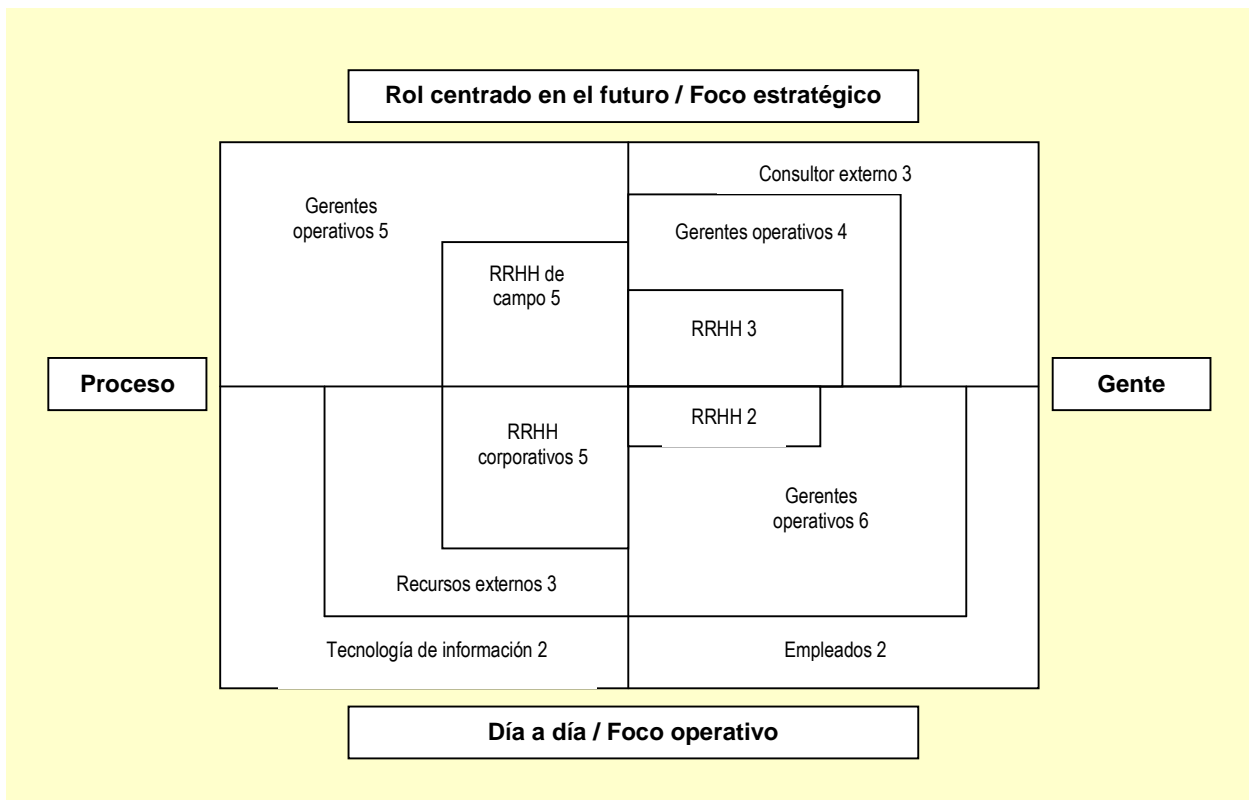 Rol centrado en el futuro / Foco estratégico
Consultor externo 3
Gerentes
operativos 5
Gerentes operativos 4
RRHH de
campo 5
RRHH 3
Proceso
Gente
RRHH 2
RRHH
corporativos 5
Gerentes
operativos 6
Recursos externos 3
Tecnología de información 2
Empleados 2
Día a día / Foco operativo